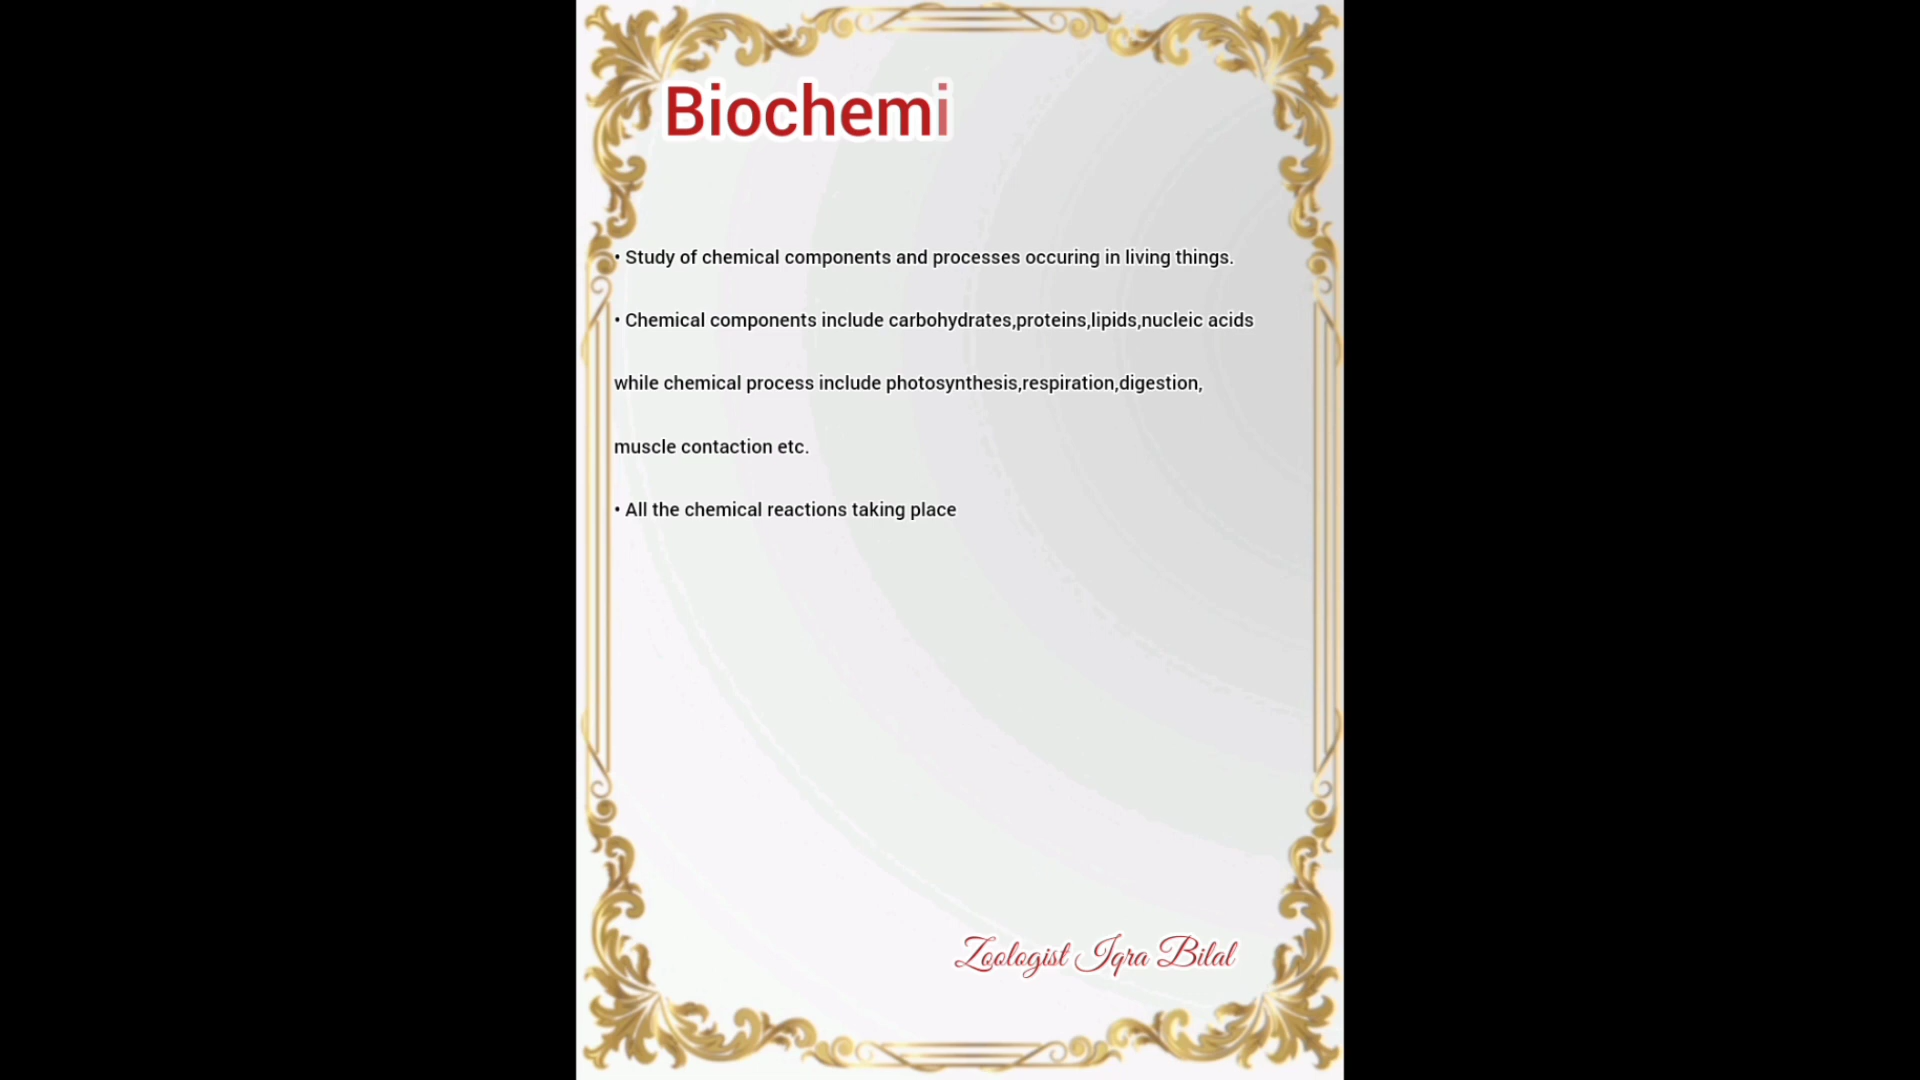 Biochemi
• Study of chemical components and processes occuring in living things.
• Chemical components include carbohydrates,proteins,lipids,nucleic acids
while chemical process include photosynthesis,respiration,digestion,
muscle contaction etc.
• All the chemical reactions taking place
Zoologist Iqra Bilal